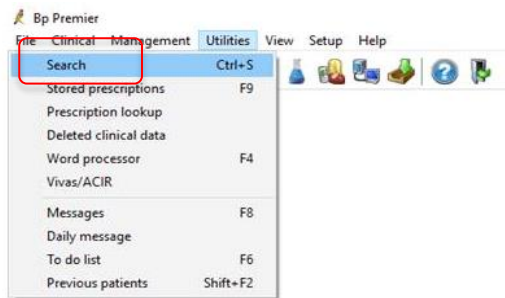 Bp Premier
File Clinical Management Utilities View Setup Help
Search Ctrl+S
Stored prescriptions F9
Prescription lookup
Deleted clinical data
Word processor F4
Vivas/ACIR
Messages F8
Daily message
To do list F6
Previous patients Shift+F2